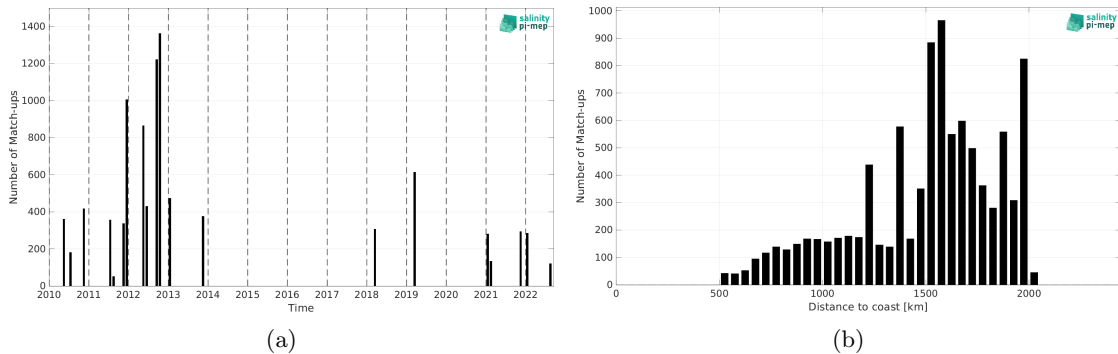 salinity
pi-mep
Number of Match-ups
1400
1200
1000
800
600
400
200
0
2010 2011 2012 2013 2014 2015 2016 2017 2018 2019 2020 2021 2022
Time
(a)
salinity
pi-mep
Number of Match-ups
1000
900
800
700
600
500
400
300
200
100
0
0 500 1000 1500 2000
Distance to coast [km]
(b)